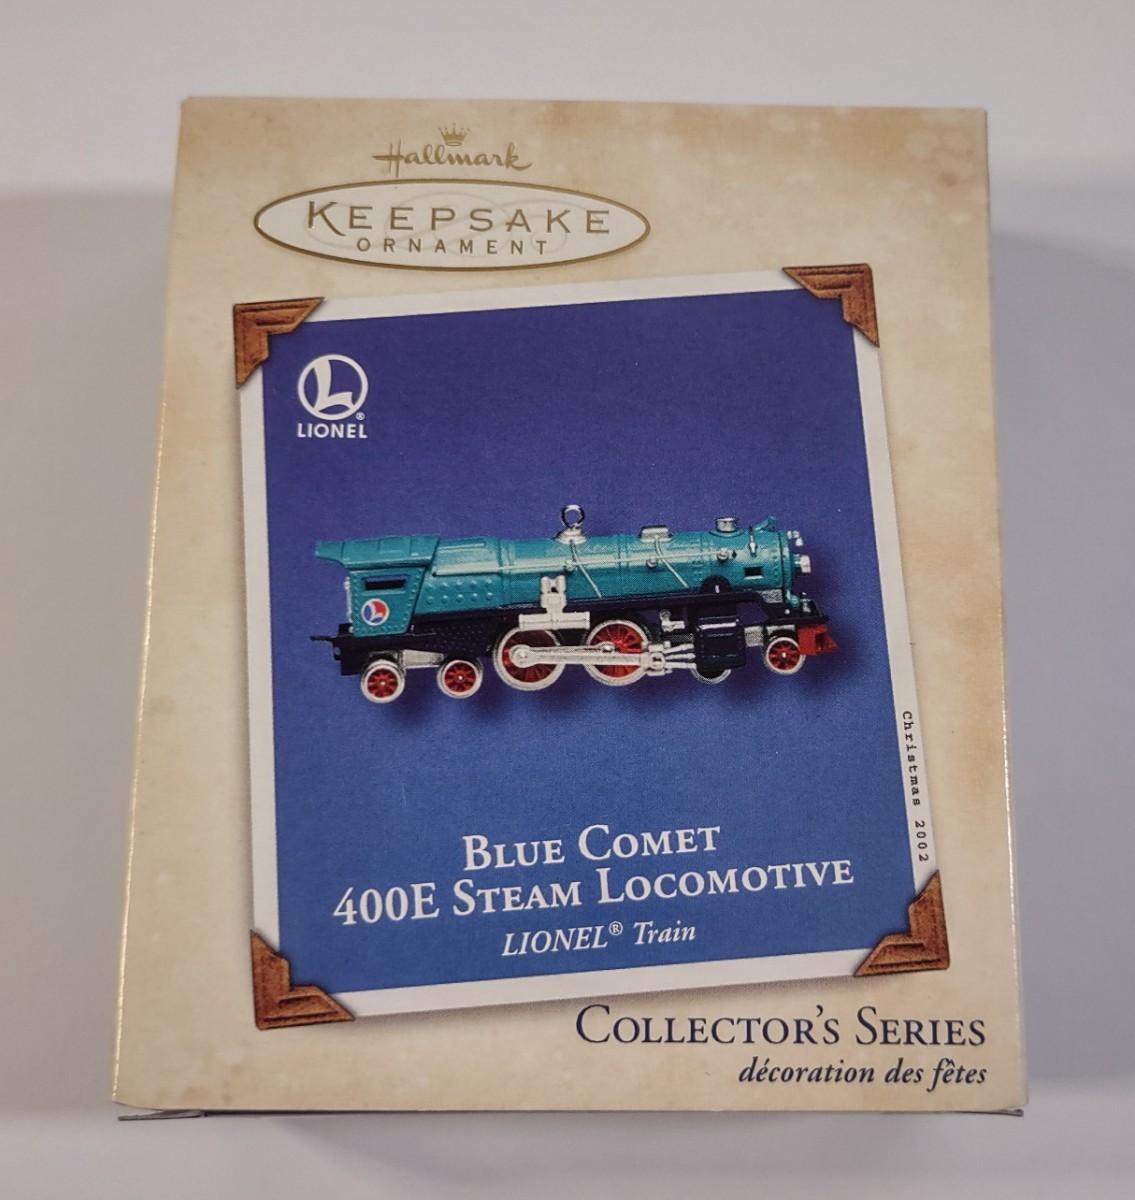 Hallmark
KEEPSAKE
ORNAMENT
L
®
LIONEL
L
Christmas 2002
BLUE COMET
400E STEAM LOCOMOTIVE
LIONEL® Train
COLLECTOR'S SERIES
décoration des fêtes